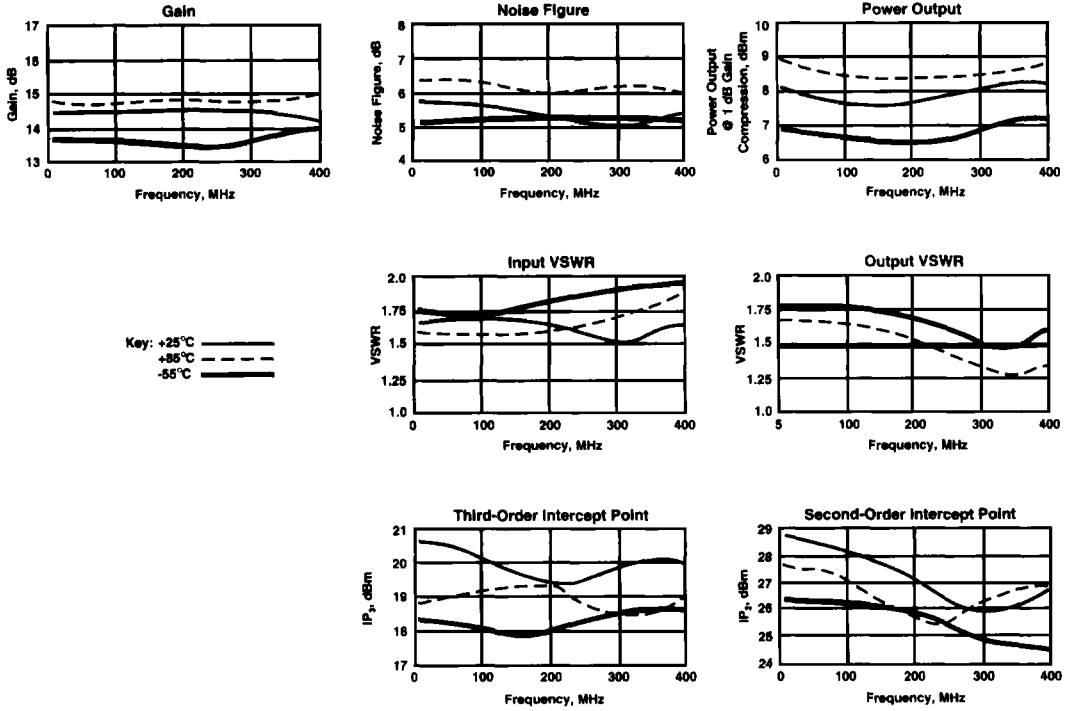 Gain
17
16
15
14
13
Gain, dB
0 100 200 300 400
Frequency, MHz
Noise Figure
8
7
6
5
4
Noise Figure, dB
0 100 200 300 400
Frequency, MHz
Power Output
10
9
8
7
6
Power Output
@ 1 dB Gain
Compression, dBm
0 100 200 300 400
Frequency, MHz
Key: +25°C
+85°C
-55°C
Input VSWR
2.0
1.75
1.5
1.25
1.0
VSWR
0 100 200 300 400
Frequency, MHz
Output VSWR
2.0
1.75
1.5
1.25
1.0
VSWR
5 100 200 300 400
Frequency, MHz
Third-Order Intercept Point
21
20
19
18
17
IP3, dBm
0 100 200 300 400
Frequency, MHz
Second-Order Intercept Point
29
28
27
26
25
24
IP2, dBm
0 100 200 300 400
Frequency, MHz